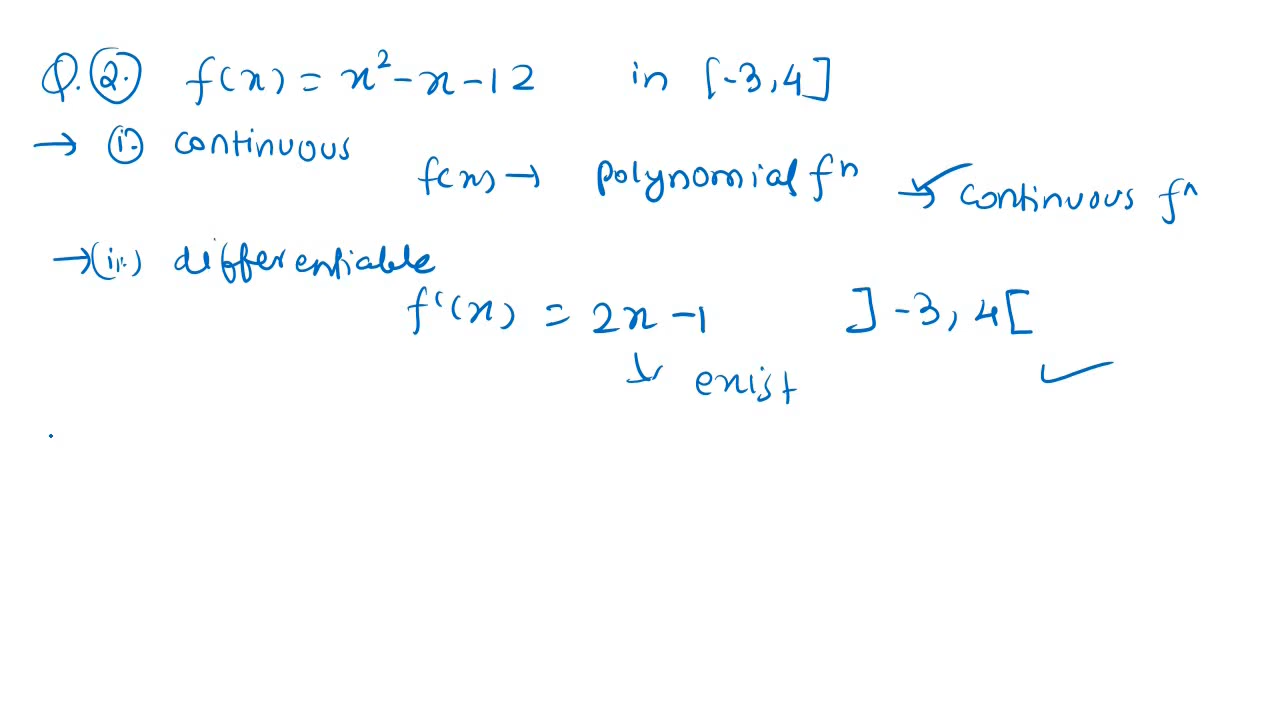 Q. 2. f(x) = x² - x - 12 in [-3, 4]
→ (i) continuous
f(x) → polynomial fⁿ → continuous fⁿ
→ (ii) differentiable
f'(x) = 2x - 1 ]-3, 4[
↓ exist ✓